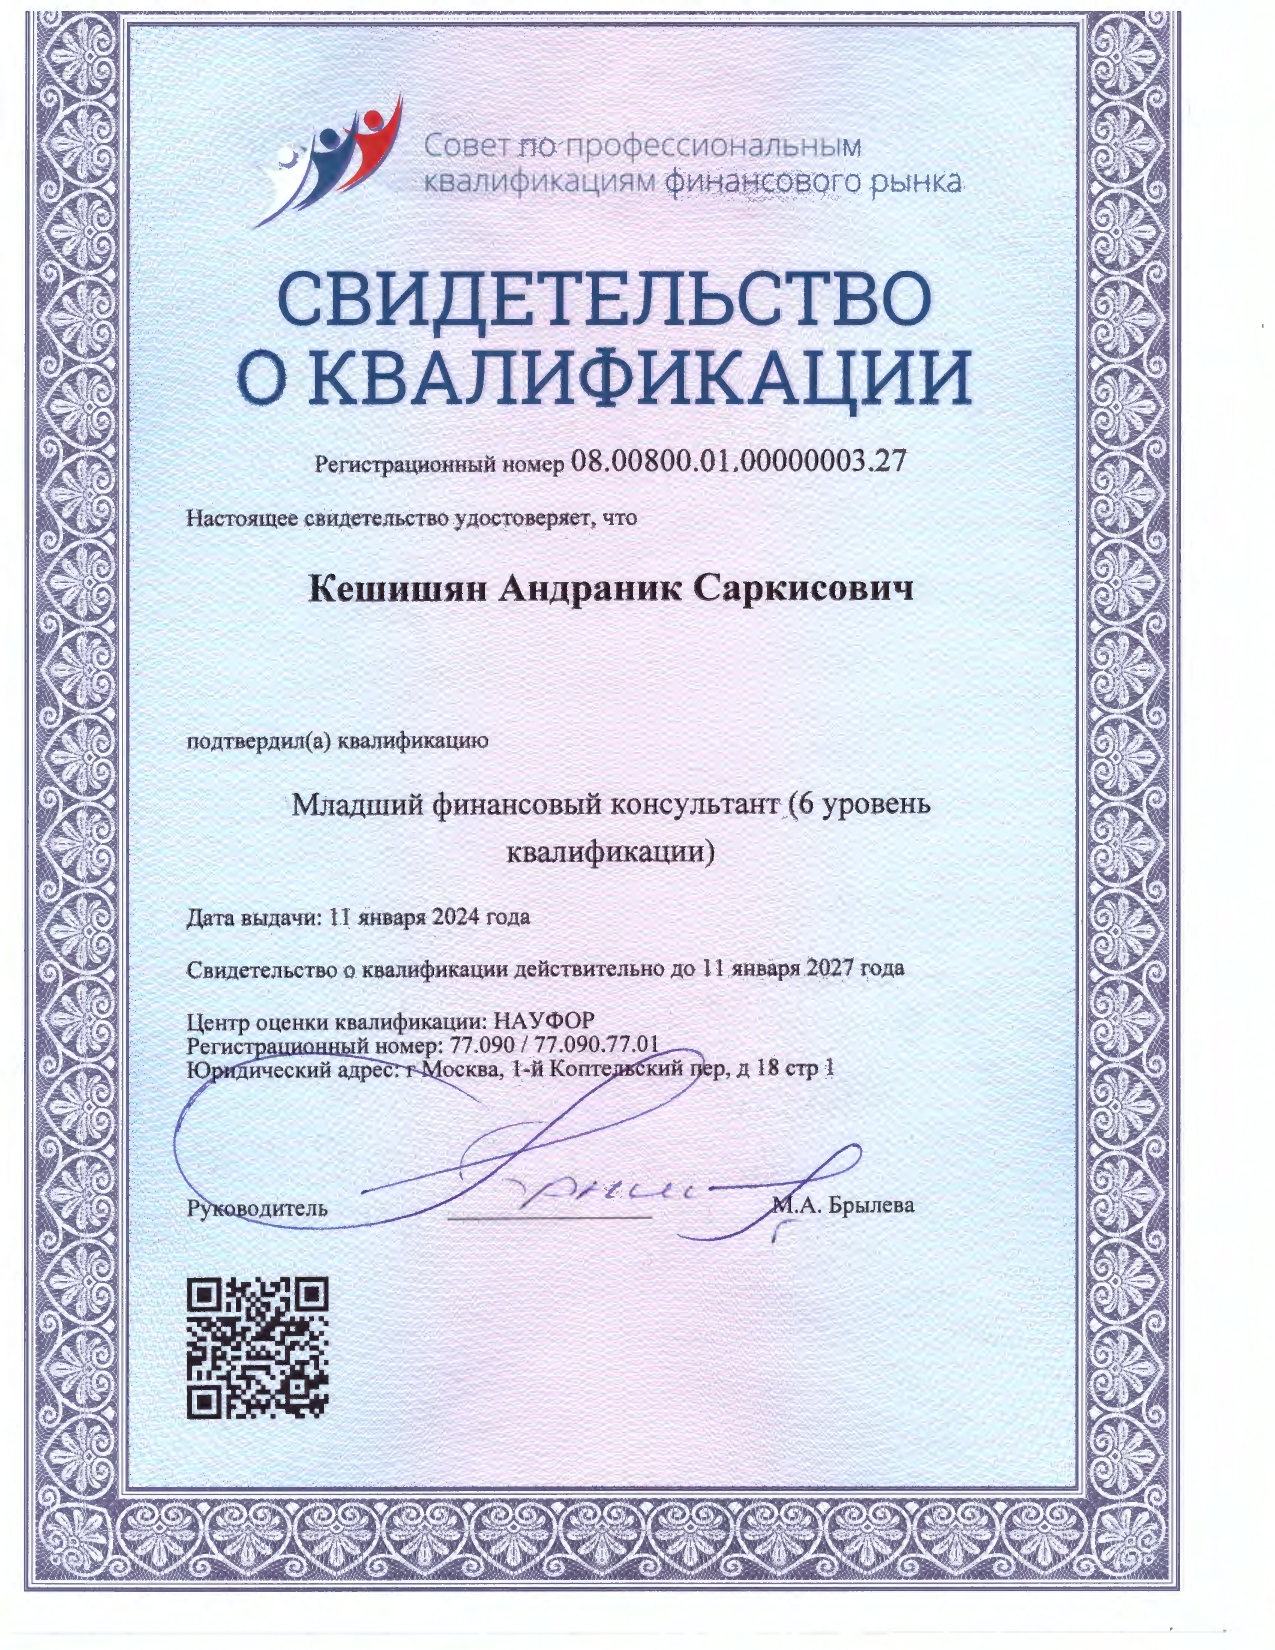 Совет по профессиональным
квалификациям финансового рынка
СВИДЕТЕЛЬСТВО
О КВАЛИФИКАЦИИ
Регистрационный номер 08.00800.01.00000003.27
Настоящее свидетельство удостоверяет, что
Кешишян Андраник Саркисович
подтвердил(а) квалификацию
Младший финансовый консультант (6 уровень
квалификации)
Дата выдачи: 11 января 2024 года
Свидетельство о квалификации действительно до 11 января 2027 года
Центр оценки квалификации: НАУФОР
Регистрационный номер: 77.090 / 77.090.77.01
Юридический адрес: г Москва, 1-й Коптельский пер, д 18 стр 1
Руководитель М.А. Брылева